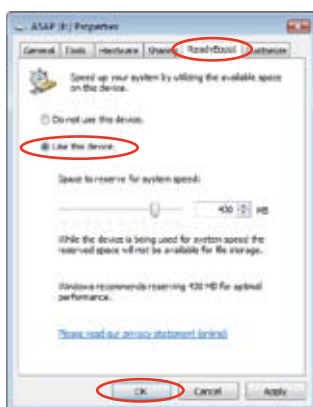 ASAP (I:) Properties
General Tools Hardware Sharing ReadyBoost Customize
Speed up your system by utilizing the available space
on this device.
Do not use this device.
Use this device.
Space to reserve for system speed:
430 MB
While the device is being used for system speed the
reserved space will not be available for file storage.
Windows recommends reserving 430 MB for optimal
performance.
Please read our privacy statement (online)
OK Cancel Apply